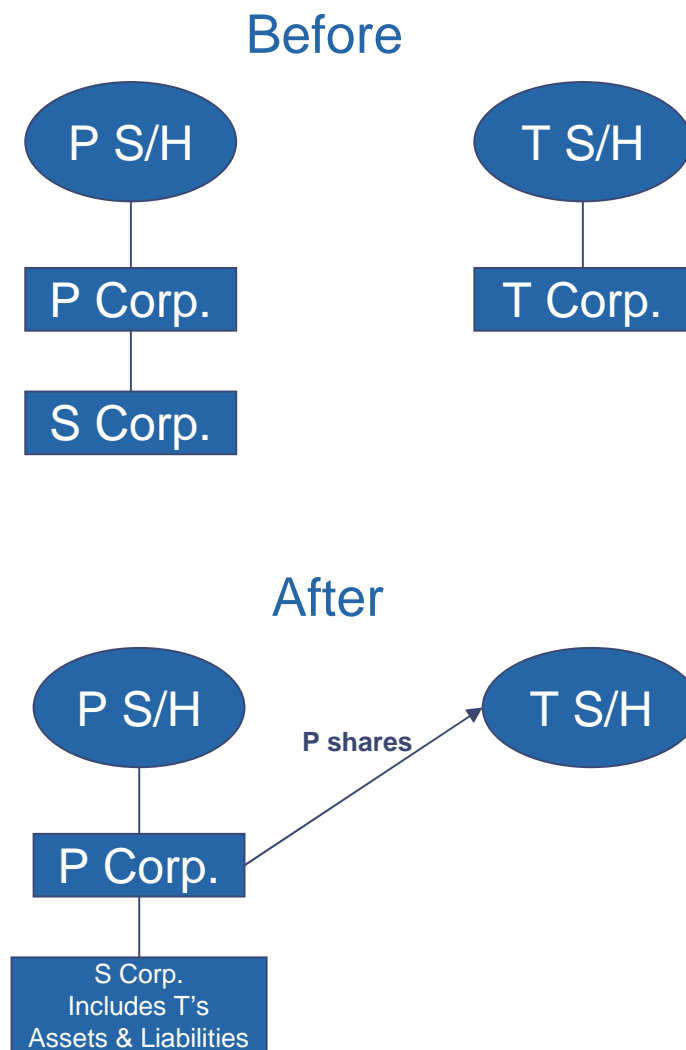 Before
P S/H
T S/H
P Corp.
T Corp.
S Corp.
After
P S/H
T S/H
P shares
P Corp.
S Corp.
Includes T's
Assets & Liabilities